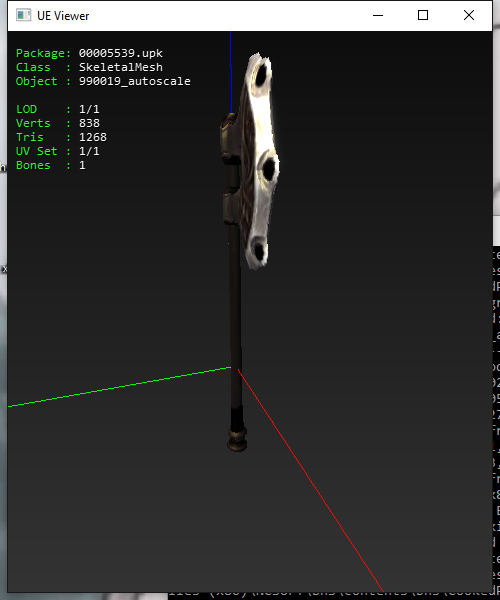 UE Viewer
Package: 00005539.upk
Class : SkeletalMesh
Object : 990019_autoscale
LOD : 1/1
Verts : 838
Tris : 1268
UV Set : 1/1
Bones : 1